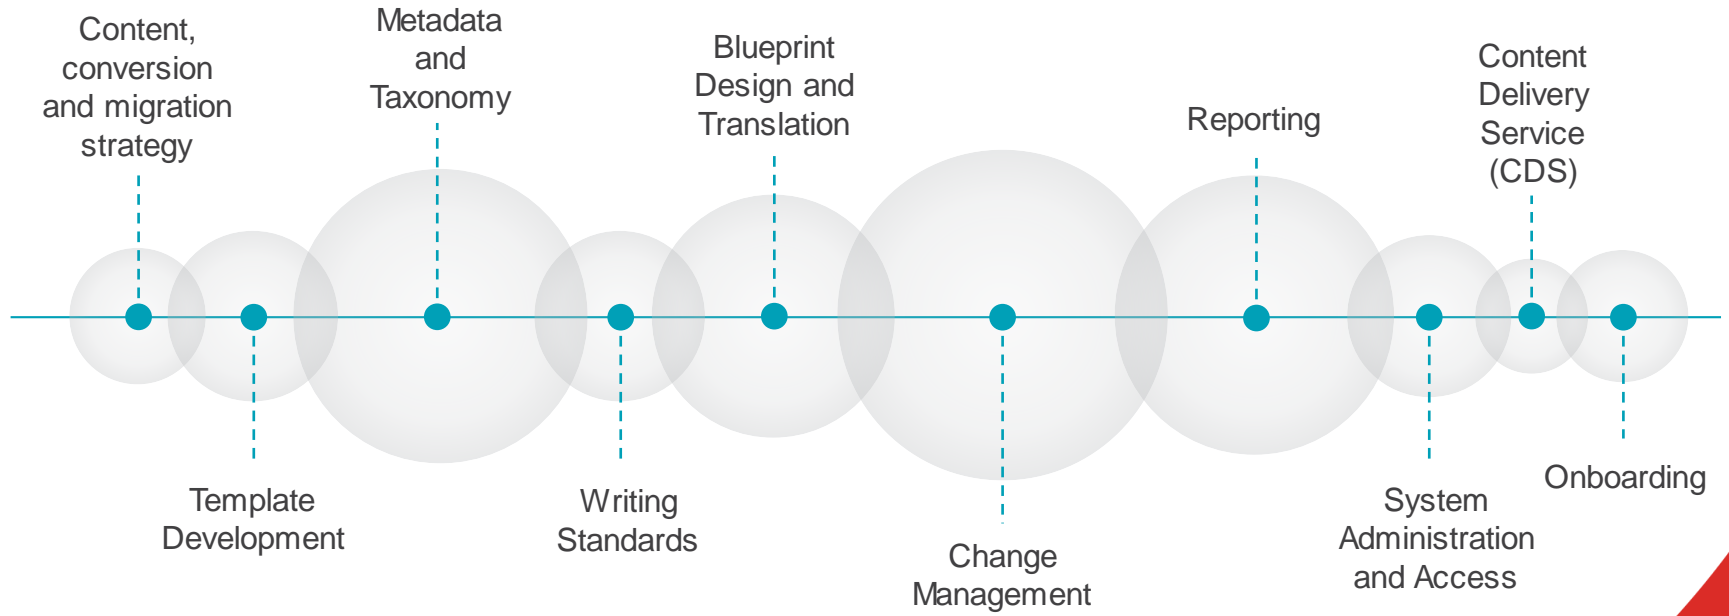 Content,
conversion
and migration
strategy
Metadata
and
Taxonomy
Blueprint
Design and
Translation
Reporting
Content
Delivery
Service
(CDS)
Template
Development
Writing
Standards
Change
Management
System
Administration
and Access
Onboarding